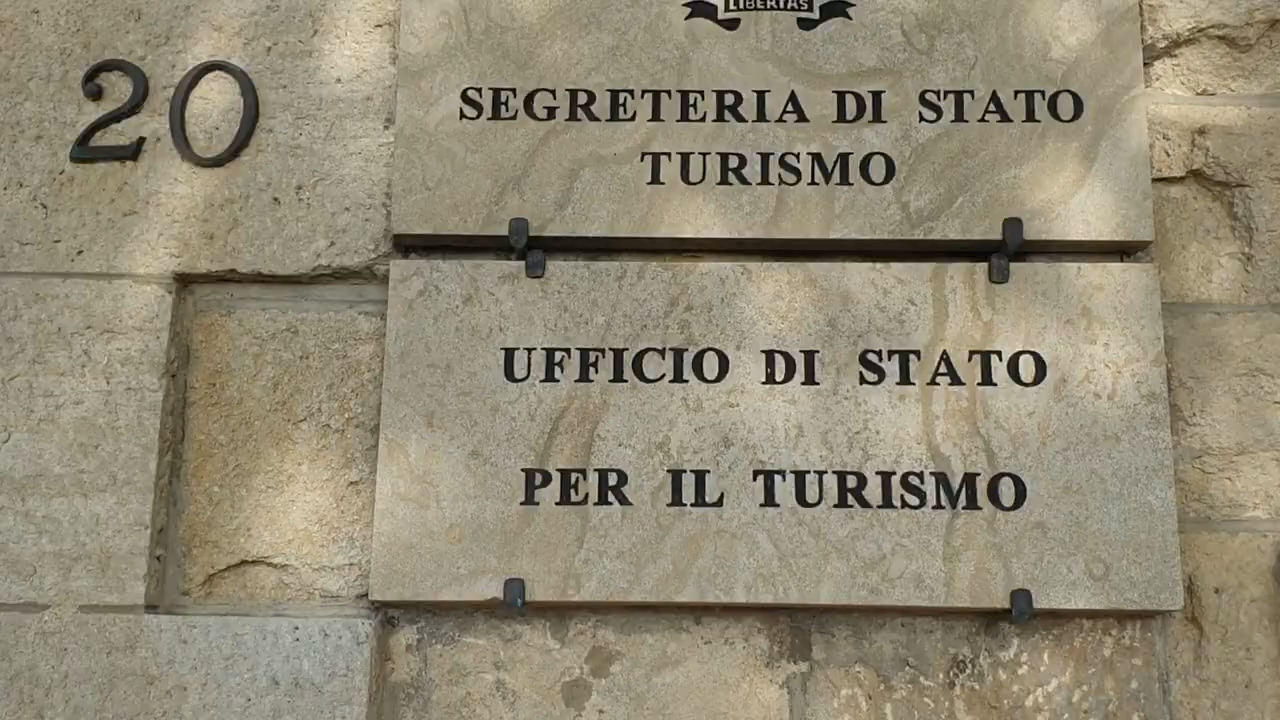 LIBERTAS
20
SEGRETERIA DI STATO
TURISMO
UFFICIO DI STATO
PER IL TURISMO